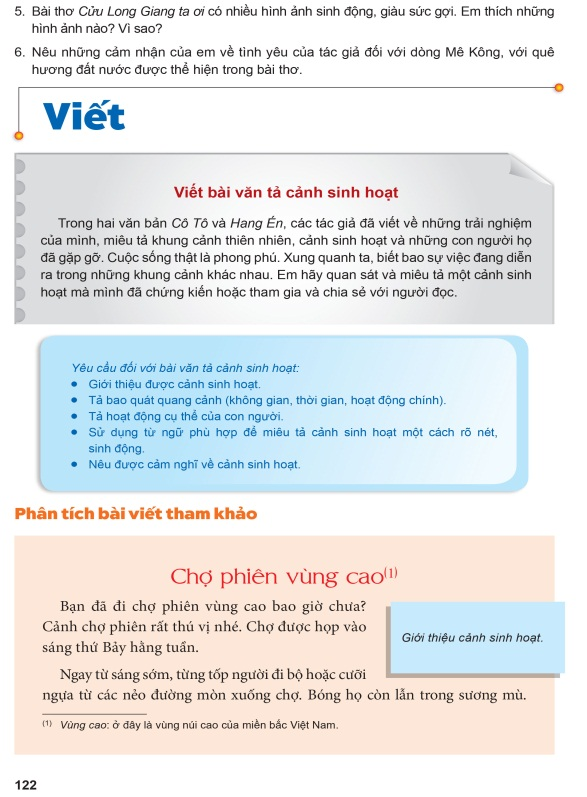 5. Bài thơ Cửu Long Giang ta ơi có nhiều hình ảnh sinh động, giàu sức gợi. Em thích những
hình ảnh nào? Vì sao?
6. Nêu những cảm nhận của em về tình yêu của tác giả đối với dòng Mê Kông, với quê
hương đất nước được thể hiện trong bài thơ.
Viết
Viết bài văn tả cảnh sinh hoạt
Trong hai văn bản Cô Tô và Hang Én, các tác giả đã viết về những trải nghiệm
của mình, miêu tả khung cảnh thiên nhiên, cảnh sinh hoạt và những con người họ
đã gặp gỡ. Cuộc sống thật là phong phú. Xung quanh ta, biết bao sự việc đang diễn
ra trong những khung cảnh khác nhau. Em hãy quan sát và miêu tả một cảnh sinh
hoạt mà mình đã chứng kiến hoặc tham gia và chia sẻ với người đọc.
Yêu cầu đối với bài văn tả cảnh sinh hoạt:
• Giới thiệu được cảnh sinh hoạt.
• Tả bao quát quang cảnh (không gian, thời gian, hoạt động chính).
• Tả hoạt động cụ thể của con người.
• Sử dụng từ ngữ phù hợp để miêu tả cảnh sinh hoạt một cách rõ nét,
sinh động.
• Nêu được cảm nghĩ về cảnh sinh hoạt.
Phân tích bài viết tham khảo
Chợ phiên vùng cao(1)
Bạn đã đi chợ phiên vùng cao bao giờ chưa?
Cảnh chợ phiên rất thú vị nhé. Chợ được họp vào
sáng thứ Bảy hằng tuần.
Giới thiệu cảnh sinh hoạt.
Ngay từ sáng sớm, từng tốp người đi bộ hoặc cưỡi
ngựa từ các nẻo đường mòn xuống chợ. Bóng họ còn lẫn trong sương mù.
(1) Vùng cao: ở đây là vùng núi cao của miền bắc Việt Nam.
122